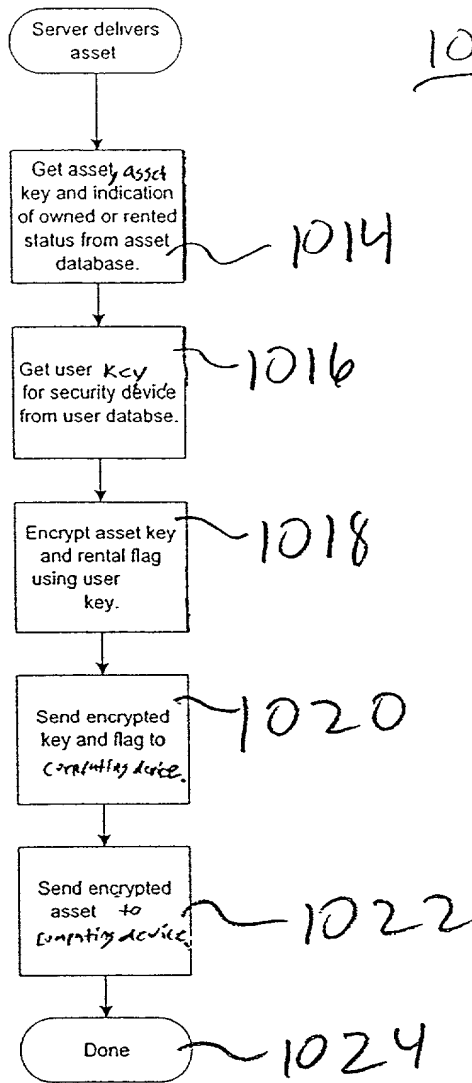 Server delivers
asset
10
Get asset, asset
key and indication
of owned or rented
status from asset
database.
1014
Get user key
for security device
from user databse.
1016
Encrypt asset key
and rental flag
using user
key.
1018
Send encrypted
key and flag to
computing device.
1020
Send encrypted
asset to
computing device.
1022
Done
1024